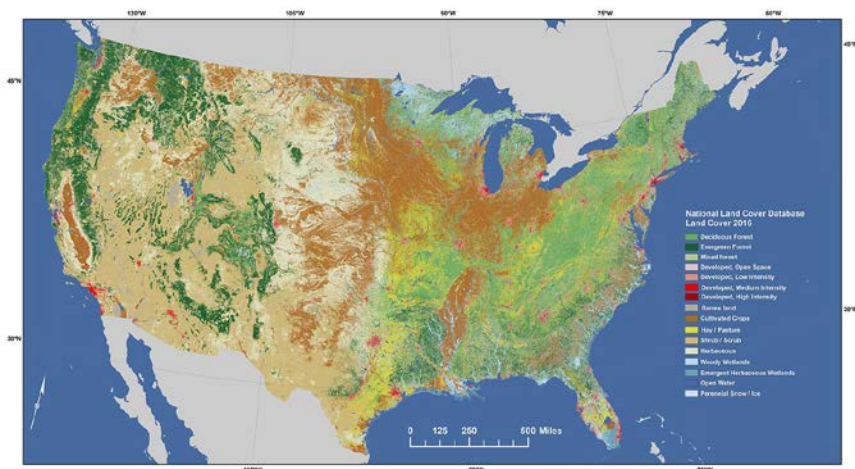 120°W 105°W 90°W 75°W 60°W
45°N 45°N
National Land Cover Database
Land Cover 2016
Deciduous Forest
Evergreen Forest
Mixed forest
Developed, Open Space
Developed, Low Intensity
Developed, Medium Intensity
Developed, High Intensity
Barren land
Cultivated Crops
Hay / Pasture
Shrub / Scrub
Herbaceous
Woody Wetlands
Emergent Herbaceous Wetlands
Open Water
Perennial Snow / Ice
30°N 30°N
0 125 250 500 Miles